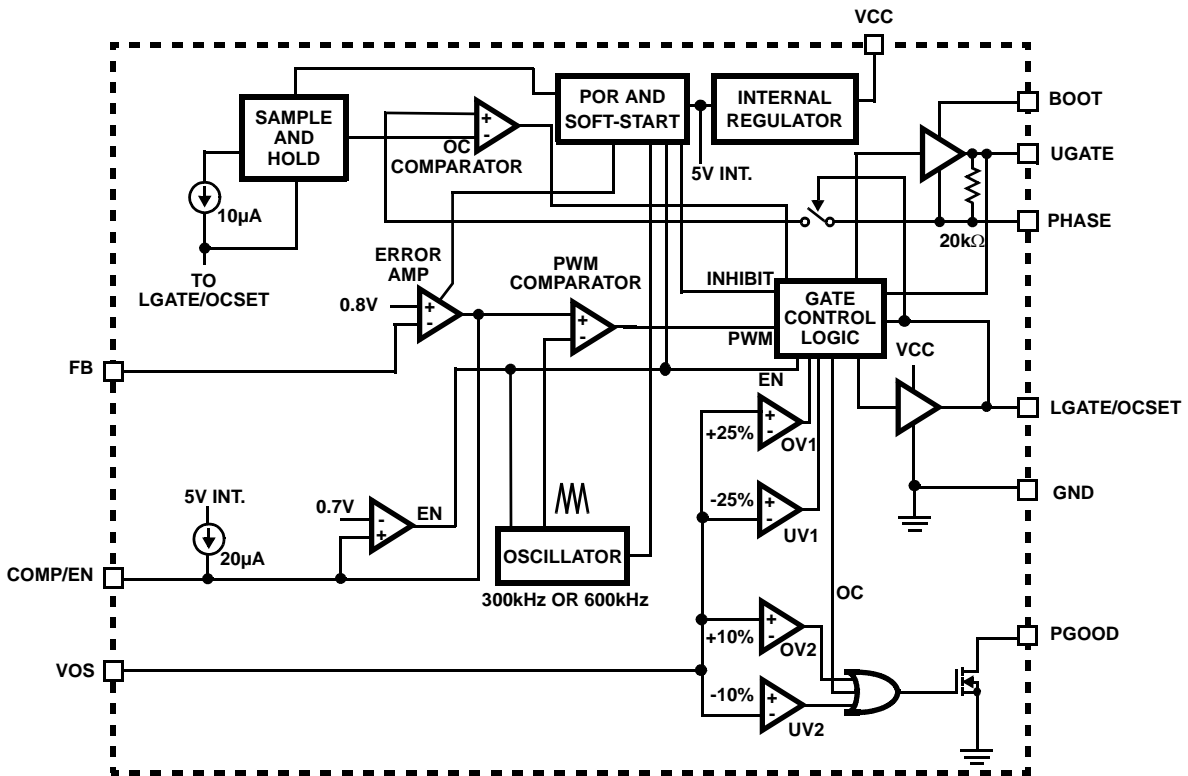 VCC
SAMPLE
AND
HOLD
+
-
OC
COMPARATOR
POR AND
SOFT-START
INTERNAL
REGULATOR
5V INT.
BOOT
UGATE
PHASE
20kΩ
10µA
TO
LGATE/OCSET
ERROR
AMP
0.8V
+
-
PWM
COMPARATOR
+
-
INHIBIT
PWM
GATE
CONTROL
LOGIC
EN
VCC
FB
LGATE/OCSET
+
-
+25%
OV1
GND
5V INT.
20µA
0.7V
-
+
EN
-25%
+
-
UV1
OSCILLATOR
300kHz OR 600kHz
COMP/EN
OC
+
-
+10%
OV2
PGOOD
VOS
-10%
+
-
UV2